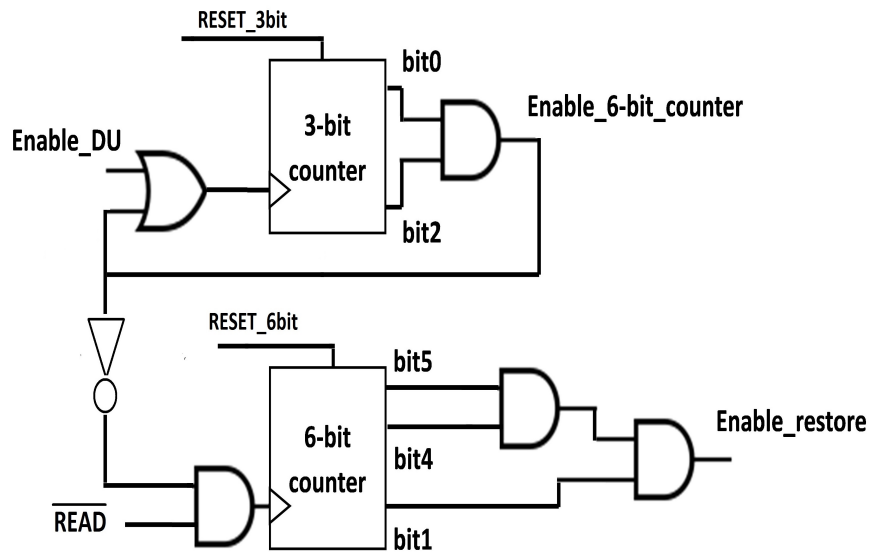 RESET_3bit
bit0
Enable_6-bit_counter
Enable_DU
3-bit
counter
bit2
RESET_6bit
bit5
Enable_restore
6-bit
counter
bit4
READ
bit1